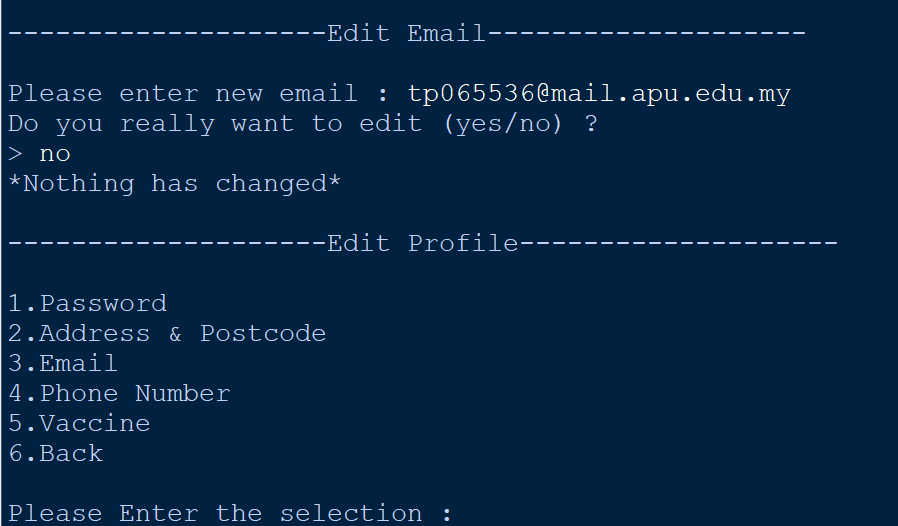 --------------------Edit Email--------------------
Please enter new email : tp065536@mail.apu.edu.my
Do you really want to edit (yes/no) ?
> no
*Nothing has changed*
--------------------Edit Profile--------------------
1.Password
2.Address & Postcode
3.Email
4.Phone Number
5.Vaccine
6.Back
Please Enter the selection :